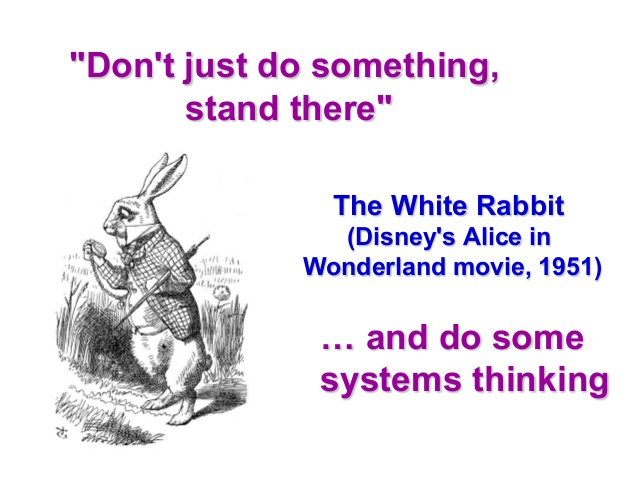 "Don't just do something,
stand there"
The White Rabbit
(Disney's Alice in
Wonderland movie, 1951)
… and do some
systems thinking